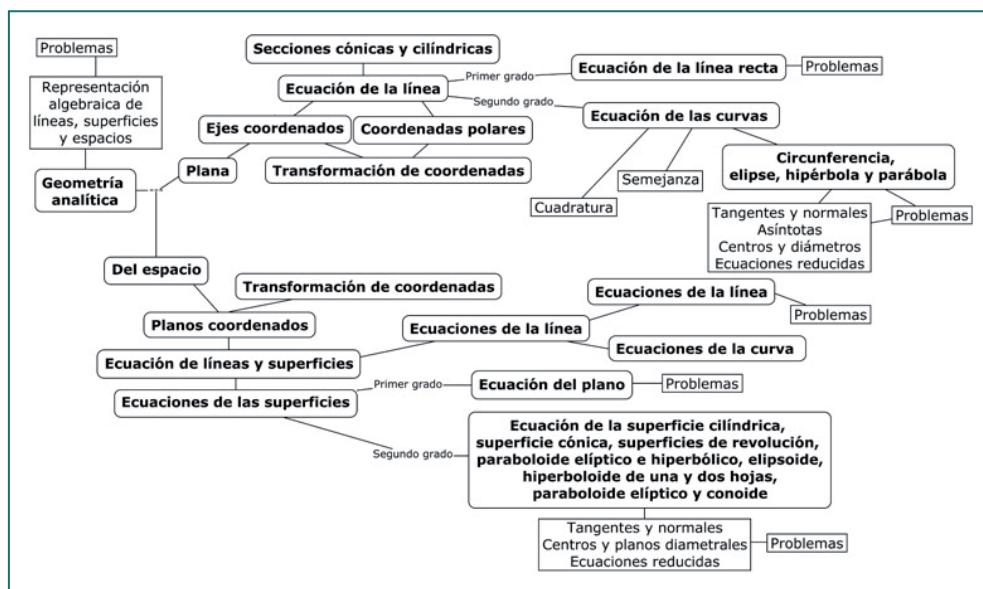 Problemas
Representación
algebraica de
líneas, superficies
y espacios
Geometría
analítica
Plana
Secciones cónicas y cilíndricas
Ecuación de la línea
Primer grado
Ecuación de la línea recta
Problemas
Segundo grado
Ecuación de las curvas
Ejes coordenados
Coordenadas polares
Transformación de coordenadas
Cuadratura
Semejanza
Circunferencia,
elipse, hipérbola y parábola
Tangentes y normales
Asíntotas
Centros y diámetros
Ecuaciones reducidas
Problemas
Del espacio
Transformación de coordenadas
Planos coordenados
Ecuación de líneas y superficies
Ecuaciones de la línea
Ecuaciones de la línea
Problemas
Ecuaciones de la curva
Ecuaciones de las superficies
Primer grado
Ecuación del plano
Problemas
Segundo grado
Ecuación de la superficie cilíndrica,
superficie cónica, superficies de revolución,
paraboloide elíptico e hiperbólico, elipsoide,
hiperboloide de una y dos hojas,
paraboloide elíptico y conoide
Tangentes y normales
Centros y planos diametrales
Ecuaciones reducidas
Problemas